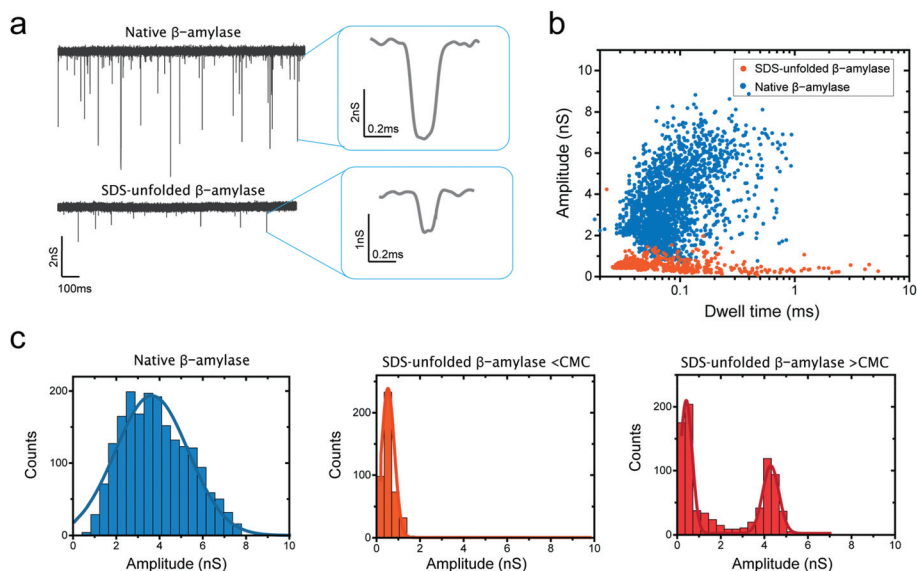 a
Native β-amylase
2nS
0.2ms
SDS-unfolded β-amylase
1nS
0.2ms
2nS
100ms
b
Amplitude (nS)
10
8
6
4
2
0
SDS-unfolded β-amylase
Native β-amylase
0.1
1
10
Dwell time (ms)
c
Native β-amylase
Counts
200
100
0
0 2 4 6 8 10
Amplitude (nS)
SDS-unfolded β-amylase <CMC
Counts
200
100
0
0 2 4 6 8 10
Amplitude (nS)
SDS-unfolded β-amylase >CMC
Counts
200
100
0
0 2 4 6 8 10
Amplitude (nS)